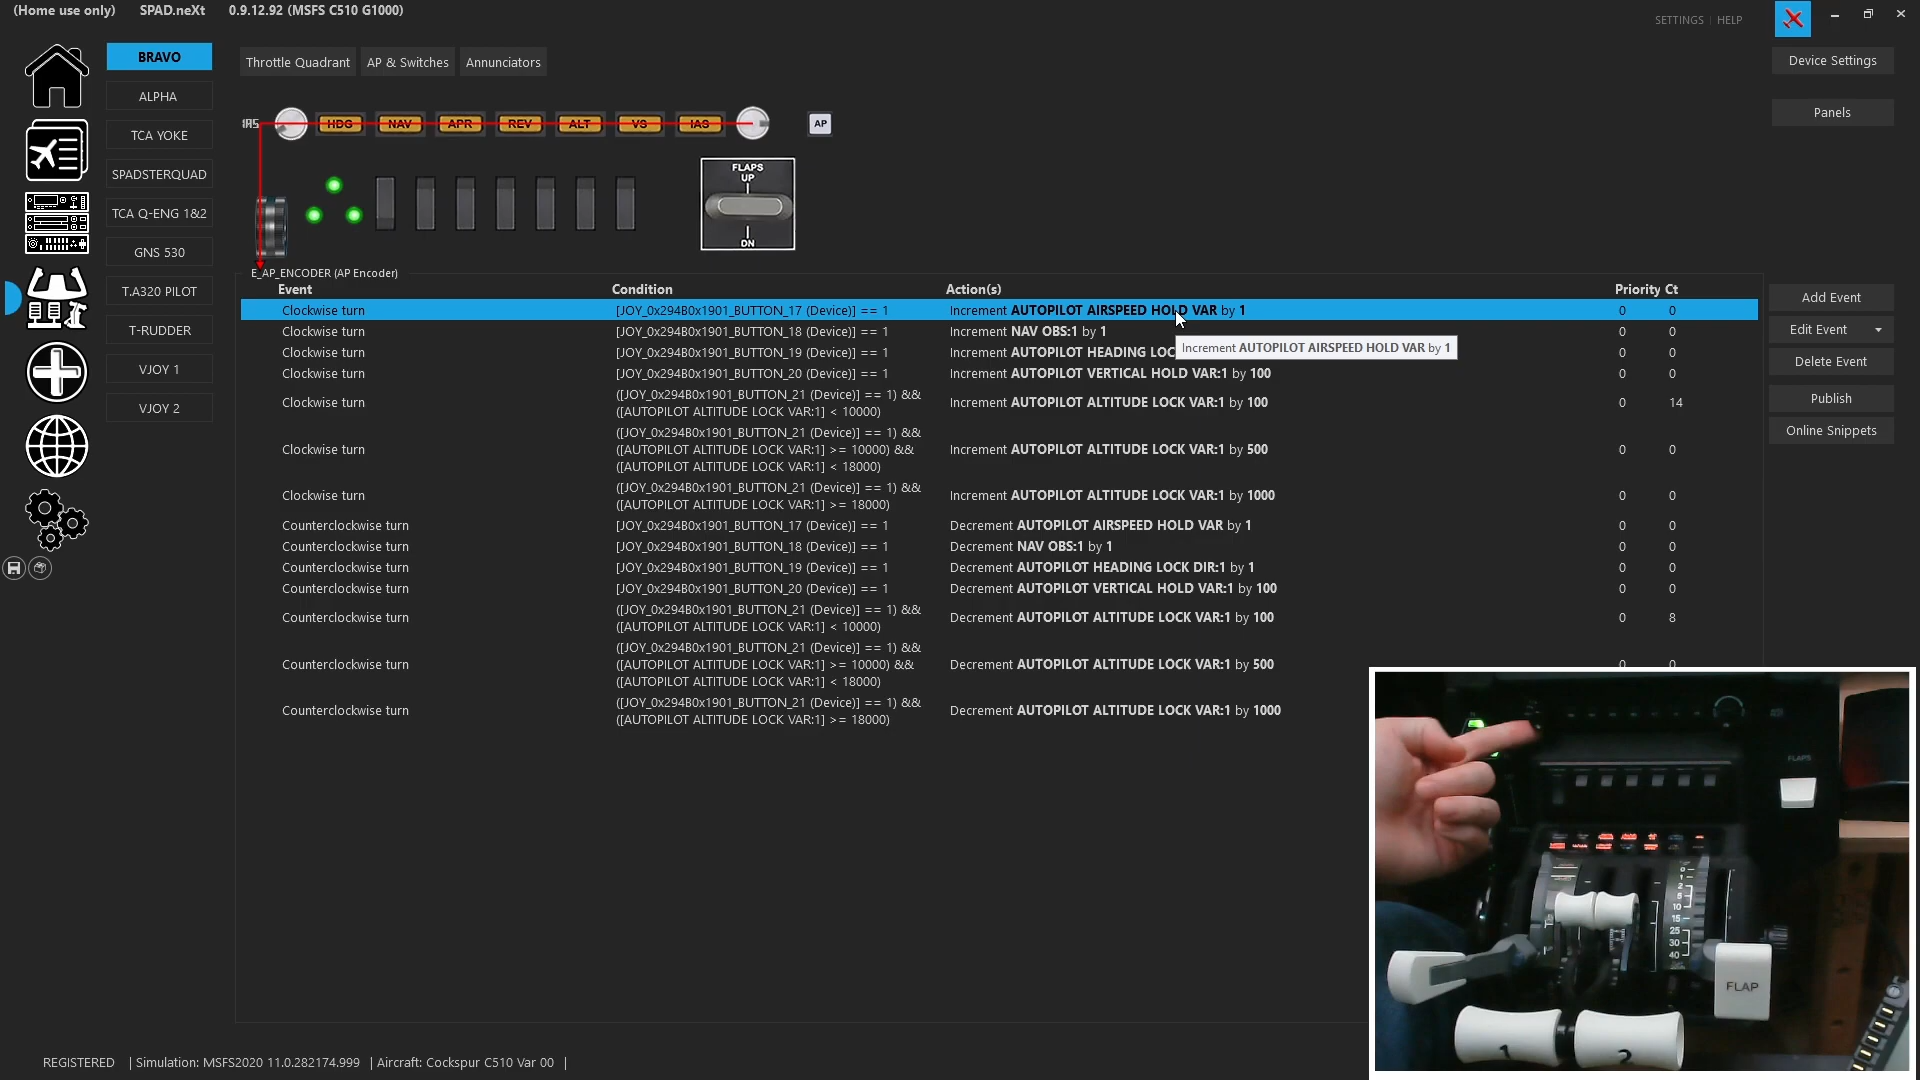 (Home use only) SPAD.neXt 0.9.12.92 (MSFS C510 G1000)
SETTINGS | HELP
BRAVO
ALPHA
TCA YOKE
SPADSTERQUAD
TCA Q-ENG 1&2
GNS 530
T.A320 PILOT
T-RUDDER
VJOY 1
VJOY 2
Throttle Quadrant AP & Switches Annunciators
Device Settings
Panels
HDG NAV APR REV ALT VS IAS AP
FLAPS
UP
DN
E_AP_ENCODER (AP Encoder)
Event Condition Action(s) Priority Ct
Clockwise turn [JOY_0x294B0x1901_BUTTON_17 (Device)] == 1 Increment AUTOPILOT AIRSPEED HOLD VAR by 1 0 0
Clockwise turn [JOY_0x294B0x1901_BUTTON_18 (Device)] == 1 Increment NAV OBS:1 by 1 0 0
Increment AUTOPILOT AIRSPEED HOLD VAR by 1
Clockwise turn [JOY_0x294B0x1901_BUTTON_19 (Device)] == 1 Increment AUTOPILOT HEADING LOC 0 0
Clockwise turn [JOY_0x294B0x1901_BUTTON_20 (Device)] == 1 Increment AUTOPILOT VERTICAL HOLD VAR:1 by 100 0 0
([JOY_0x294B0x1901_BUTTON_21 (Device)] == 1) &&
Clockwise turn ([AUTOPILOT ALTITUDE LOCK VAR:1] < 10000) Increment AUTOPILOT ALTITUDE LOCK VAR:1 by 100 0 14
([JOY_0x294B0x1901_BUTTON_21 (Device)] == 1) &&
Clockwise turn ([AUTOPILOT ALTITUDE LOCK VAR:1] >= 10000) && Increment AUTOPILOT ALTITUDE LOCK VAR:1 by 500 0 0
([AUTOPILOT ALTITUDE LOCK VAR:1] < 18000)
([JOY_0x294B0x1901_BUTTON_21 (Device)] == 1) &&
Clockwise turn ([AUTOPILOT ALTITUDE LOCK VAR:1] >= 18000) Increment AUTOPILOT ALTITUDE LOCK VAR:1 by 1000 0 0
Counterclockwise turn [JOY_0x294B0x1901_BUTTON_17 (Device)] == 1 Decrement AUTOPILOT AIRSPEED HOLD VAR by 1 0 0
Counterclockwise turn [JOY_0x294B0x1901_BUTTON_18 (Device)] == 1 Decrement NAV OBS:1 by 1 0 0
Counterclockwise turn [JOY_0x294B0x1901_BUTTON_19 (Device)] == 1 Decrement AUTOPILOT HEADING LOCK DIR:1 by 1 0 0
Counterclockwise turn [JOY_0x294B0x1901_BUTTON_20 (Device)] == 1 Decrement AUTOPILOT VERTICAL HOLD VAR:1 by 100 0 0
([JOY_0x294B0x1901_BUTTON_21 (Device)] == 1) &&
Counterclockwise turn ([AUTOPILOT ALTITUDE LOCK VAR:1] < 10000) Decrement AUTOPILOT ALTITUDE LOCK VAR:1 by 100 0 8
([JOY_0x294B0x1901_BUTTON_21 (Device)] == 1) &&
Counterclockwise turn ([AUTOPILOT ALTITUDE LOCK VAR:1] >= 10000) && Decrement AUTOPILOT ALTITUDE LOCK VAR:1 by 500 0 0
([AUTOPILOT ALTITUDE LOCK VAR:1] < 18000)
([JOY_0x294B0x1901_BUTTON_21 (Device)] == 1) &&
Counterclockwise turn ([AUTOPILOT ALTITUDE LOCK VAR:1] >= 18000) Decrement AUTOPILOT ALTITUDE LOCK VAR:1 by 1000
Add Event
Edit Event
Delete Event
Publish
Online Snippets
FLAPS
0
1
2
5
10
15
25
30
40
FLAP
1 2
REGISTERED | Simulation: MSFS2020 11.0.282174.999 | Aircraft: Cockspur C510 Var 00 |